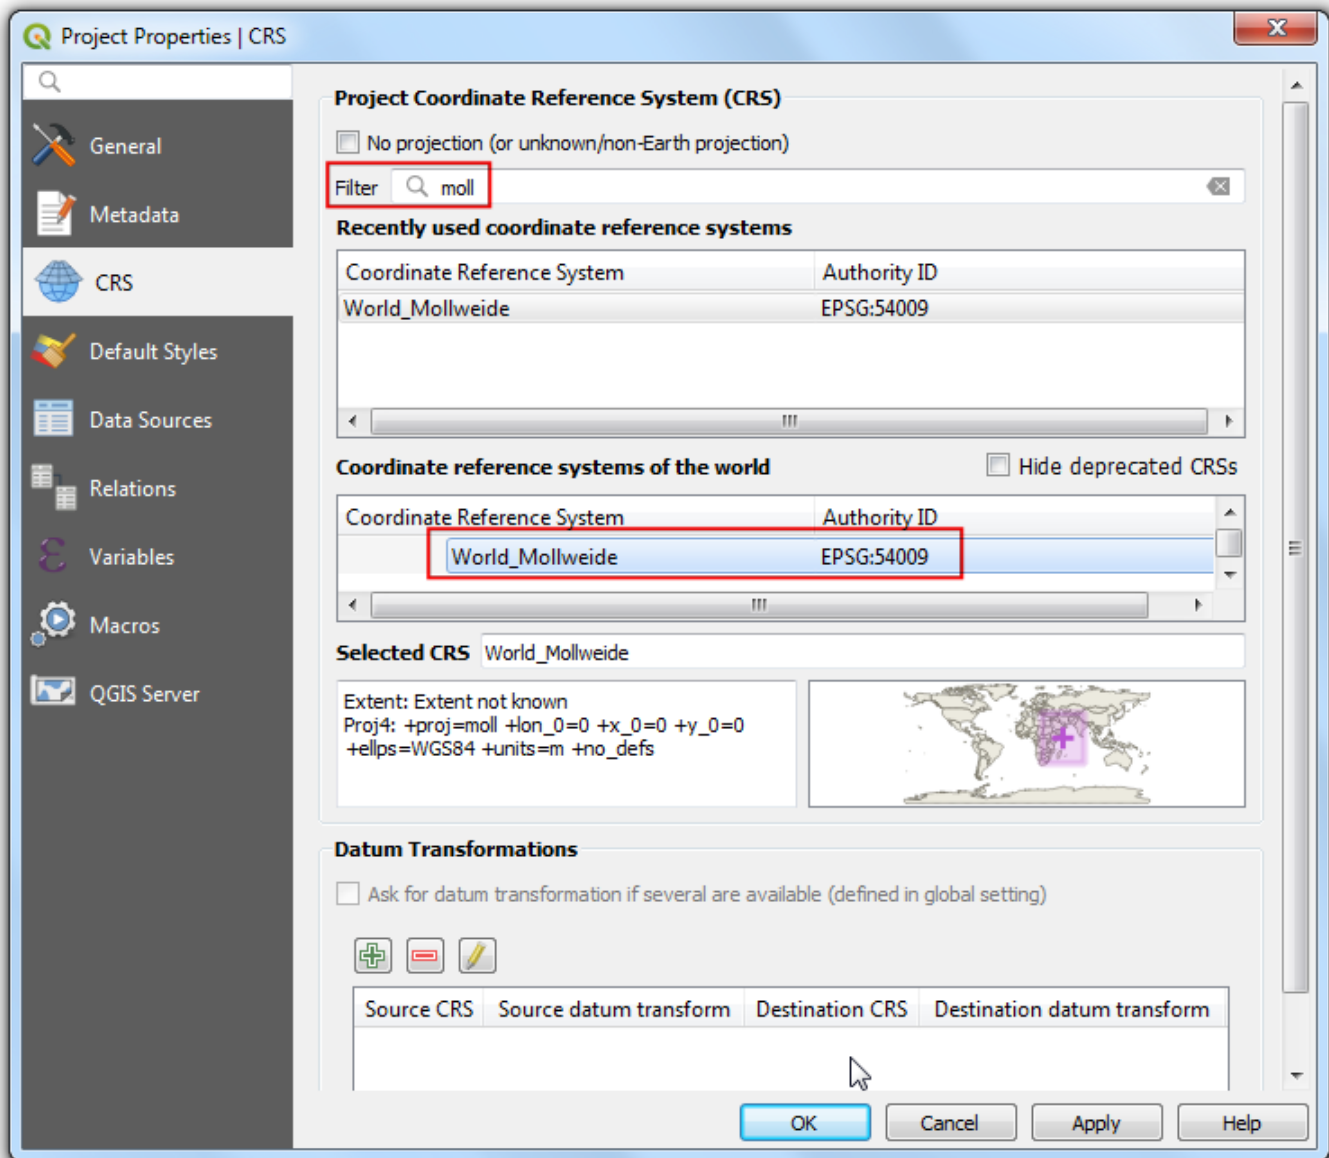 Project Properties | CRS
General
Metadata
CRS
Default Styles
Data Sources
Relations
Variables
Macros
QGIS Server
Project Coordinate Reference System (CRS)
No projection (or unknown/non-Earth projection)
Filter moll
Recently used coordinate reference systems
Coordinate Reference System Authority ID
World_Mollweide EPSG:54009
Coordinate reference systems of the world Hide deprecated CRSs
Coordinate Reference System Authority ID
World_Mollweide EPSG:54009
Selected CRS World_Mollweide
Extent: Extent not known
Proj4: +proj=moll +lon_0=0 +x_0=0 +y_0=0
+ellps=WGS84 +units=m +no_defs
Datum Transformations
Ask for datum transformation if several are available (defined in global setting)
Source CRS Source datum transform Destination CRS Destination datum transform
OK Cancel Apply Help